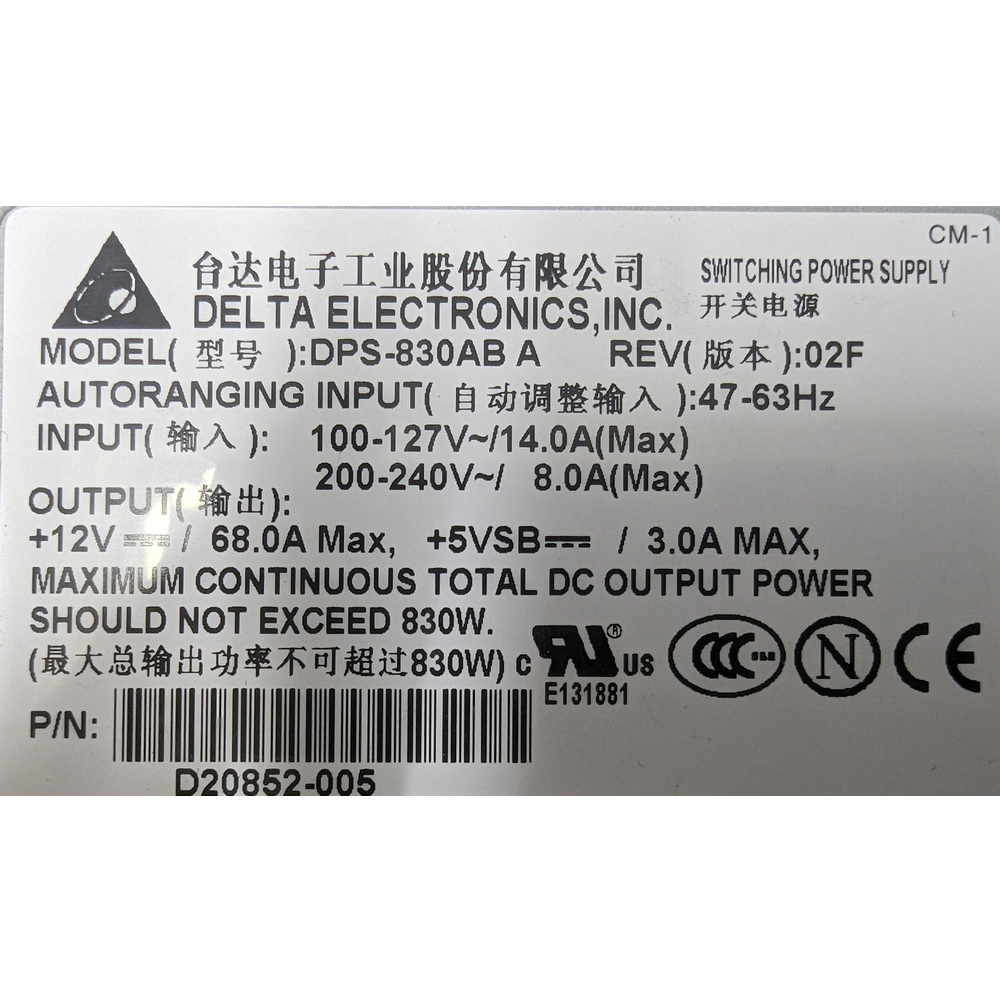 CM-1
台达电子工业股份有限公司 SWITCHING POWER SUPPLY
DELTA ELECTRONICS,INC. 开关电源
MODEL( 型号 ):DPS-830AB A REV( 版本 ):02F
AUTORANGING INPUT( 自动调整输入 ):47-63Hz
INPUT( 输入 ): 100-127V~/14.0A(Max)
200-240V~/ 8.0A(Max)
OUTPUT( 输出):
+12V⎓ / 68.0A Max, +5VSB⎓ / 3.0A MAX,
MAXIMUM CONTINUOUS TOTAL DC OUTPUT POWER
SHOULD NOT EXCEED 830W.
(最大总输出功率不可超过830W) c RU® US CCC N CE
E131881
P/N:
D20852-005